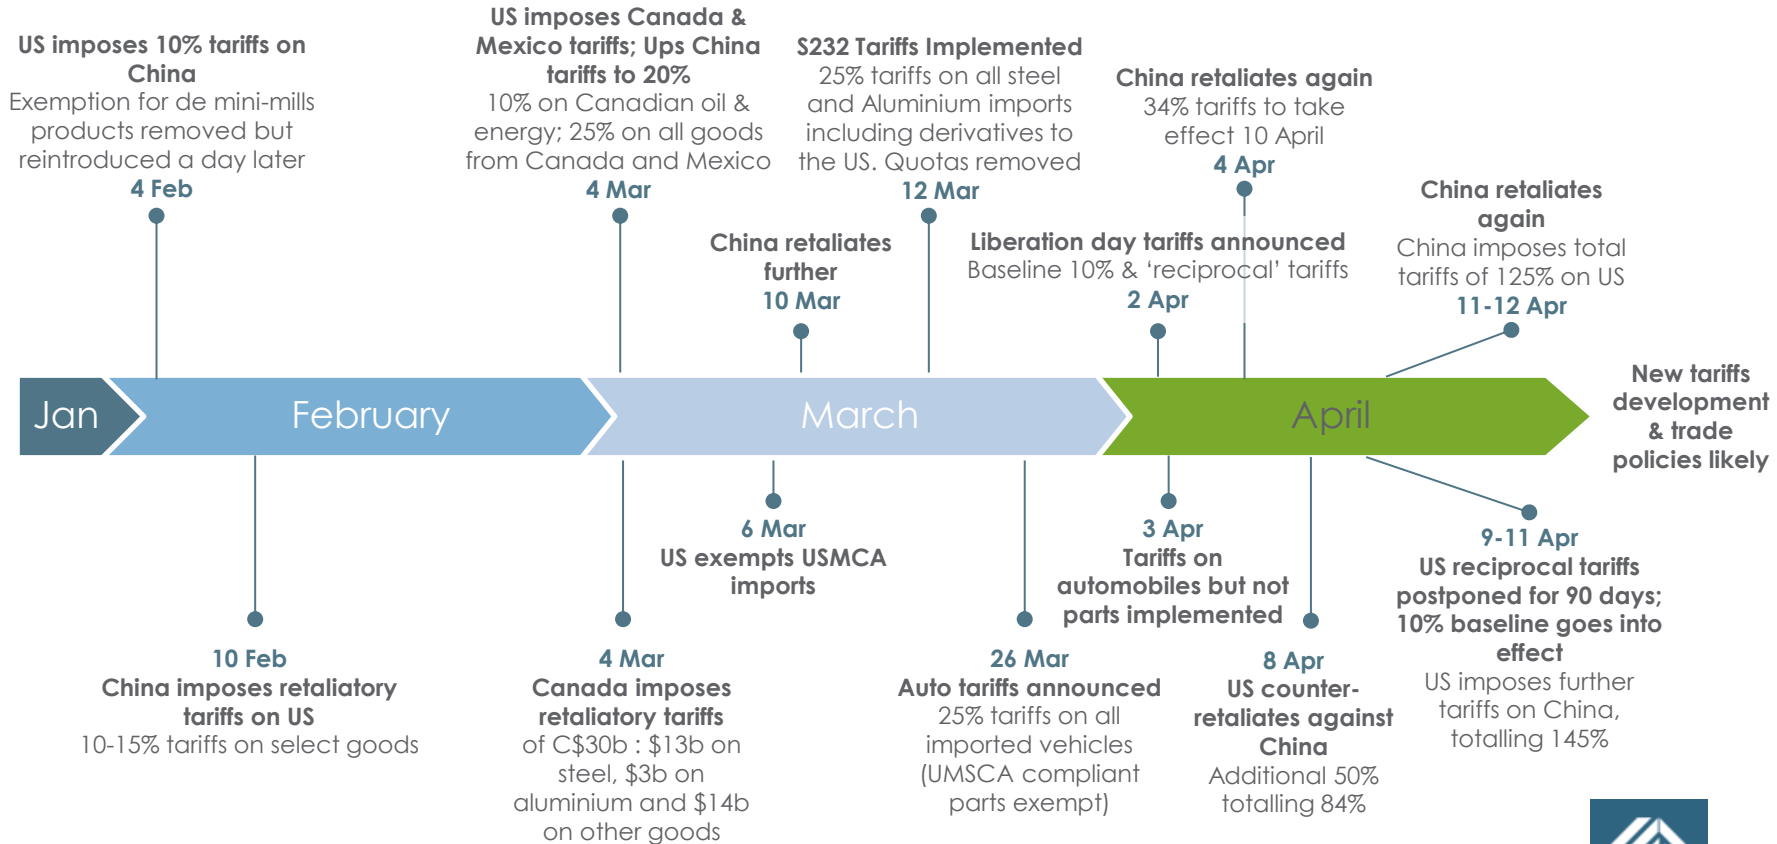 US imposes 10% tariffs on
China
Exemption for de mini-mills
products removed but
reintroduced a day later
4 Feb
US imposes Canada &
Mexico tariffs; Ups China
tariffs to 20%
10% on Canadian oil &
energy; 25% on all goods
from Canada and Mexico
4 Mar
China retaliates
further
10 Mar
S232 Tariffs Implemented
25% tariffs on all steel
and Aluminium imports
including derivatives to
the US. Quotas removed
12 Mar
Liberation day tariffs announced
Baseline 10% & ‘reciprocal’ tariffs
2 Apr
China retaliates again
34% tariffs to take
effect 10 April
4 Apr
China retaliates
again
China imposes total
tariffs of 125% on US
11-12 Apr
Jan
February
March
April
New tariffs
development
& trade
policies likely
10 Feb
China imposes retaliatory
tariffs on US
10-15% tariffs on select goods
4 Mar
Canada imposes
retaliatory tariffs
of C$30b : $13b on
steel, $3b on
aluminium and $14b
on other goods
6 Mar
US exempts USMCA
imports
26 Mar
Auto tariffs announced
25% tariffs on all
imported vehicles
(UMSCA compliant
parts exempt)
3 Apr
Tariffs on
automobiles but not
parts implemented
8 Apr
US counter-
retaliates against
China
Additional 50%
totalling 84%
9-11 Apr
US reciprocal tariffs
postponed for 90 days;
10% baseline goes into
effect
US imposes further
tariffs on China,
totalling 145%